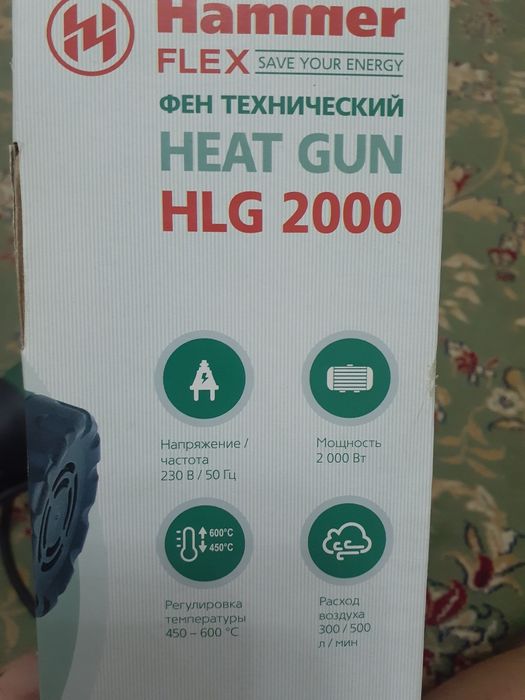 Hammer
FLEX SAVE YOUR ENERGY
ФЕН ТЕХНИЧЕСКИЙ
HEAT GUN
HLG 2000
Напряжение /
частота
230 В / 50 Гц
Мощность
2 000 Вт
600°C
450°C
Регулировка
температуры
450 – 600 °C
Расход
воздуха
300 / 500
л / мин